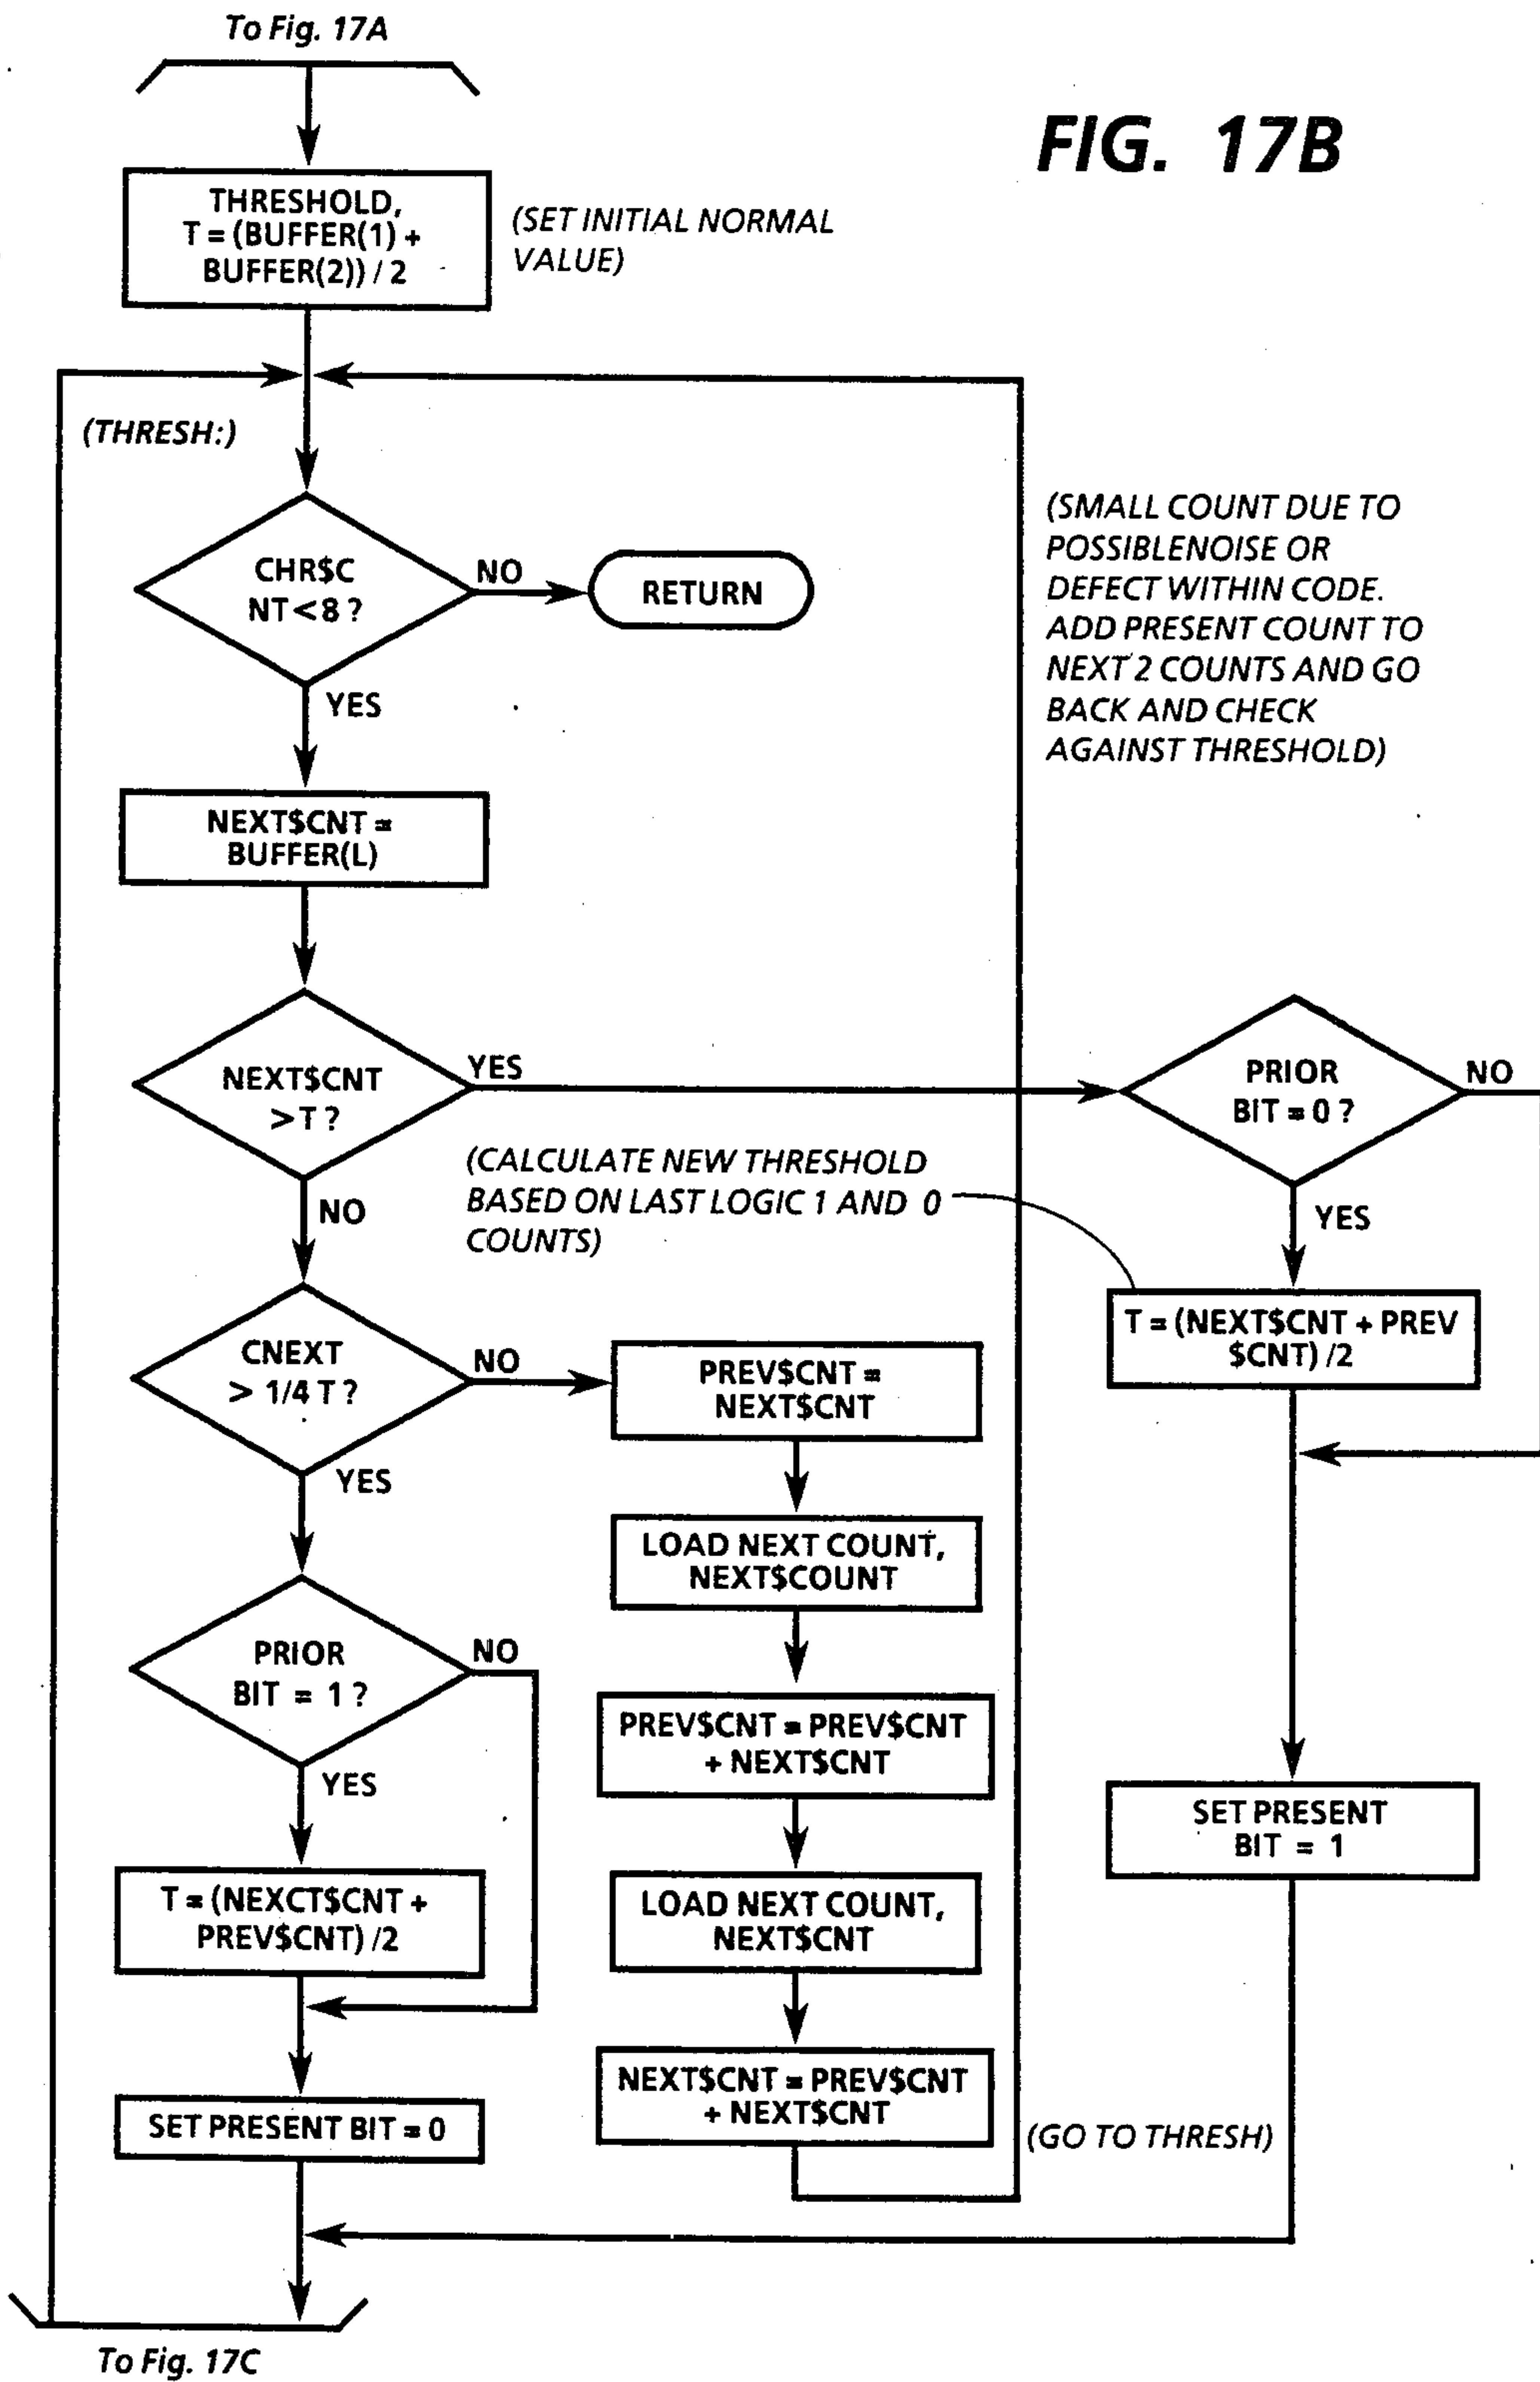 To Fig. 17A
FIG. 17B
THRESHOLD,
T = (BUFFER(1) +
BUFFER(2)) / 2
(SET INITIAL NORMAL
VALUE)
(THRESH:)
CHR$C
NT < 8 ?
NO
RETURN
YES
(SMALL COUNT DUE TO
POSSIBLENOISE OR
DEFECT WITHIN CODE.
ADD PRESENT COUNT TO
NEXT 2 COUNTS AND GO
BACK AND CHECK
AGAINST THRESHOLD)
NEXT$CNT =
BUFFER(L)
NEXT$CNT
> T ?
YES
NO
PRIOR
BIT = 0 ?
NO
YES
(CALCULATE NEW THRESHOLD
BASED ON LAST LOGIC 1 AND 0
COUNTS)
T = (NEXT$CNT + PREV
$CNT) /2
CNEXT
> 1/4 T ?
NO
YES
PREV$CNT =
NEXT$CNT
LOAD NEXT COUNT,
NEXT$COUNT
PRIOR
BIT = 1 ?
NO
YES
PREV$CNT = PREV$CNT
+ NEXT$CNT
SET PRESENT
BIT = 1
T = (NEXCT$CNT +
PREV$CNT) /2
LOAD NEXT COUNT,
NEXT$CNT
SET PRESENT BIT = 0
NEXT$CNT = PREV$CNT
+ NEXT$CNT
(GO TO THRESH)
To Fig. 17C